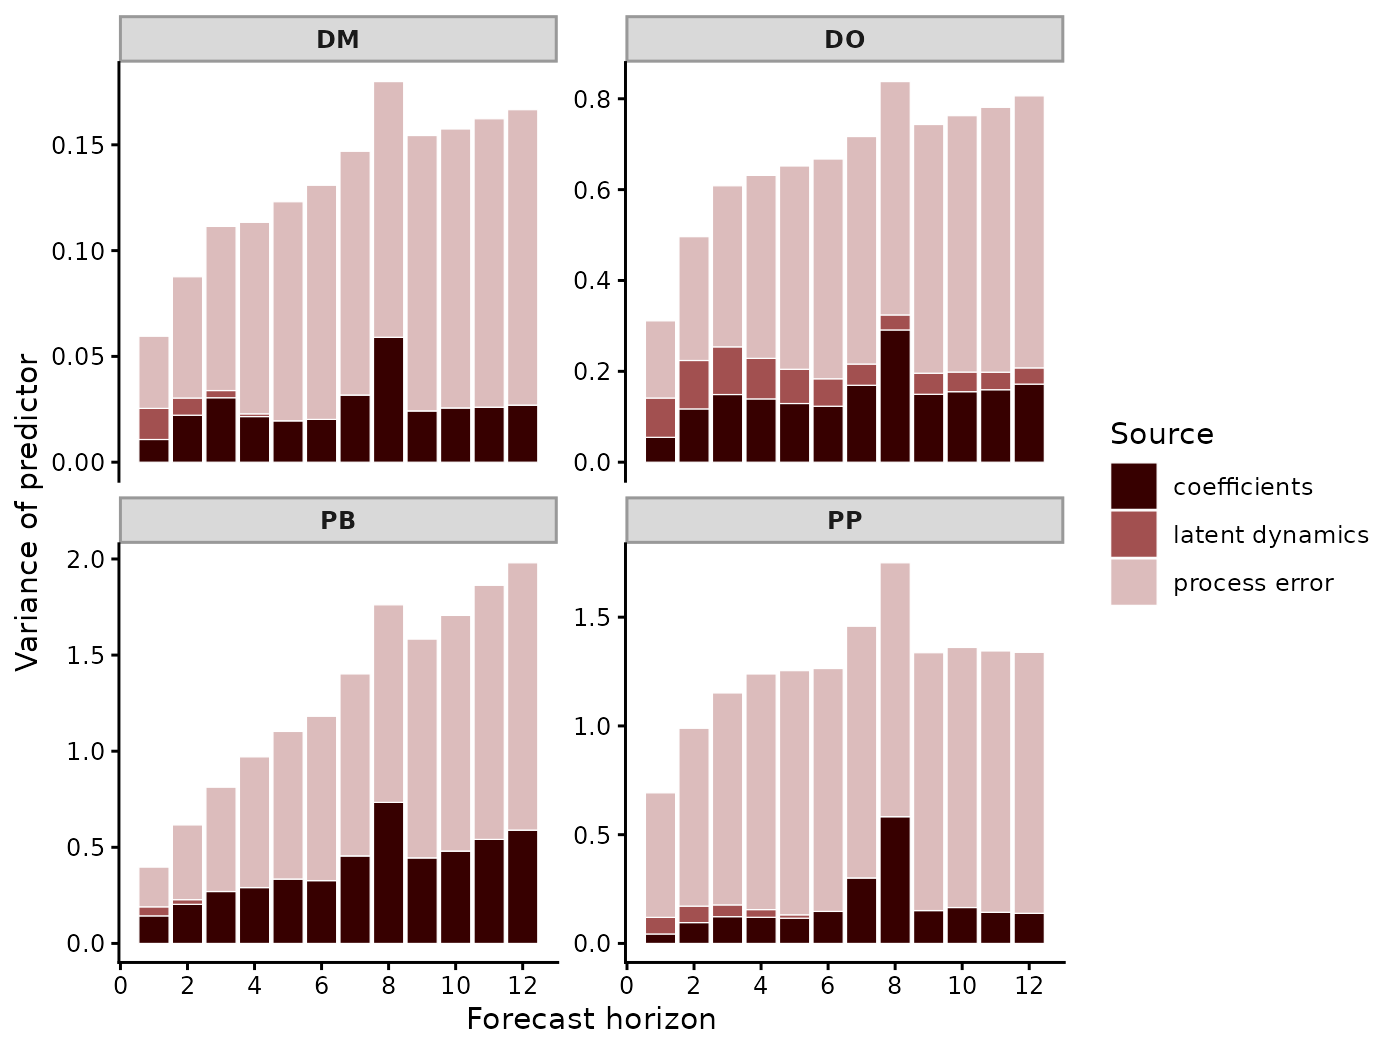 DM
DO
0.15
0.10
0.05
0.00
0.8
0.6
0.4
0.2
0.0
PB
PP
2.0
1.5
1.0
0.5
0.0
1.5
1.0
0.5
0.0
0 2 4 6 8 10 12
0 2 4 6 8 10 12
Forecast horizon
Variance of predictor
Source
coefficients
latent dynamics
process error